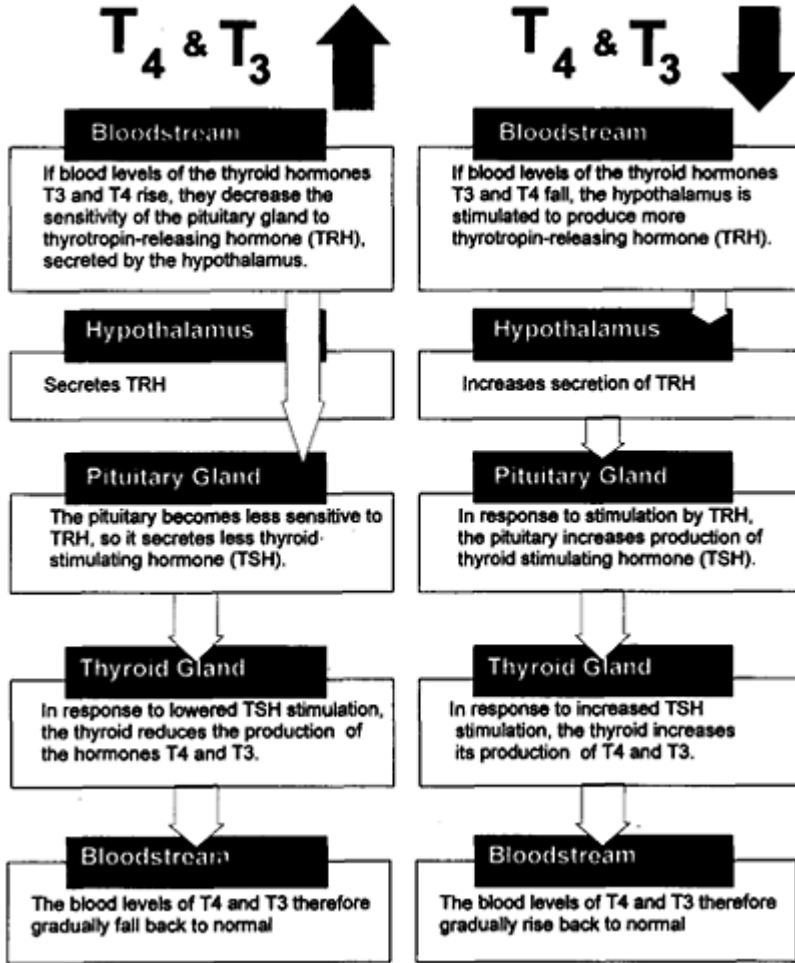 T4 & T3
Bloodstream
If blood levels of the thyroid hormones
T3 and T4 rise, they decrease the
sensitivity of the pituitary gland to
thyrotropin-releasing hormone (TRH),
secreted by the hypothalamus.
Hypothalamus
Secretes TRH
Pituitary Gland
The pituitary becomes less sensitive to
TRH, so it secretes less thyroid-
stimulating hormone (TSH).
Thyroid Gland
In response to lowered TSH stimulation,
the thyroid reduces the production of
the hormones T4 and T3.
Bloodstream
The blood levels of T4 and T3 therefore
gradually fall back to normal
T4 & T3
Bloodstream
If blood levels of the thyroid hormones
T3 and T4 fall, the hypothalamus is
stimulated to produce more
thyrotropin-releasing hormone (TRH).
Hypothalamus
Increases secretion of TRH
Pituitary Gland
In response to stimulation by TRH,
the pituitary increases production of
thyroid stimulating hormone (TSH).
Thyroid Gland
In response to increased TSH
stimulation, the thyroid increases
its production of T4 and T3.
Bloodstream
The blood levels of T4 and T3 therefore
gradually rise back to normal